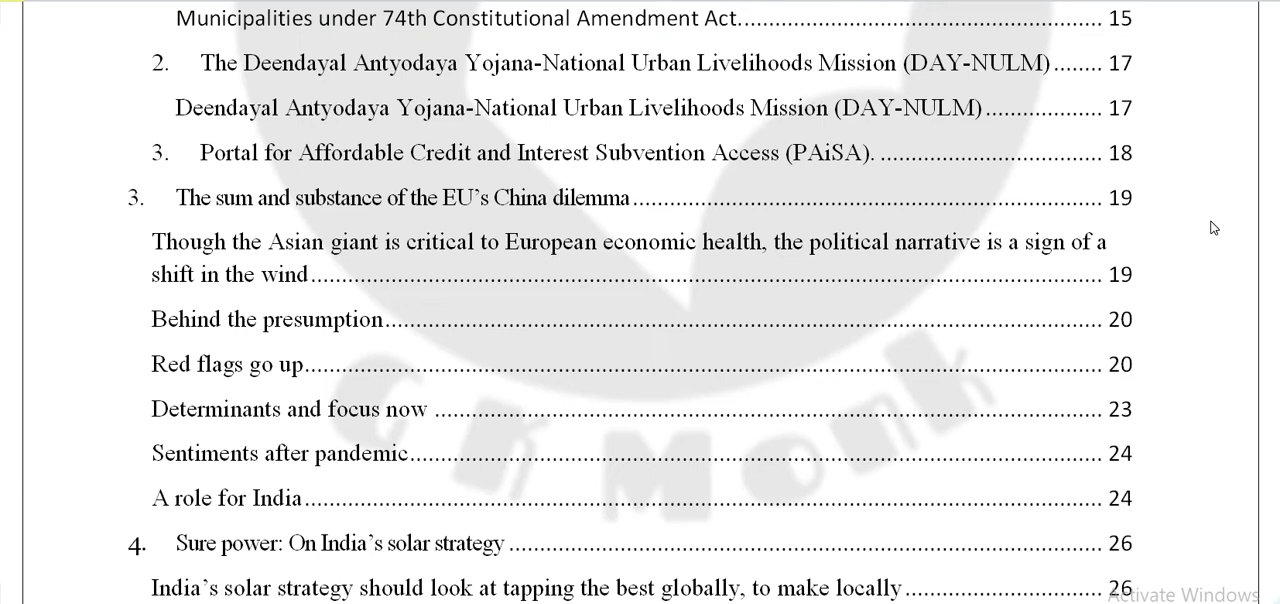 Municipalities under 74th Constitutional Amendment Act. 15
2. The Deendayal Antyodaya Yojana-National Urban Livelihoods Mission (DAY-NULM) 17
Deendayal Antyodaya Yojana-National Urban Livelihoods Mission (DAY-NULM) 17
3. Portal for Affordable Credit and Interest Subvention Access (PAiSA). 18
3. The sum and substance of the EU’s China dilemma 19
Though the Asian giant is critical to European economic health, the political narrative is a sign of a
shift in the wind 19
Behind the presumption 20
Red flags go up 20
Determinants and focus now 23
Sentiments after pandemic 24
A role for India 24
4. Sure power: On India’s solar strategy 26
India’s solar strategy should look at tapping the best globally, to make locally 26
Activate Windows